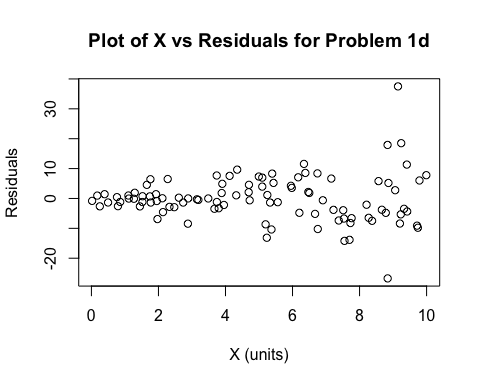 Plot of X vs Residuals for Problem 1d
Residuals
30
10
0
-20
0 2 4 6 8 10
X (units)